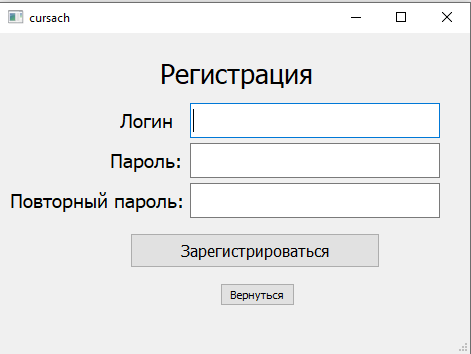 cursach
Регистрация
Логин
Пароль:
Повторный пароль:
Зарегистрироваться
Вернуться